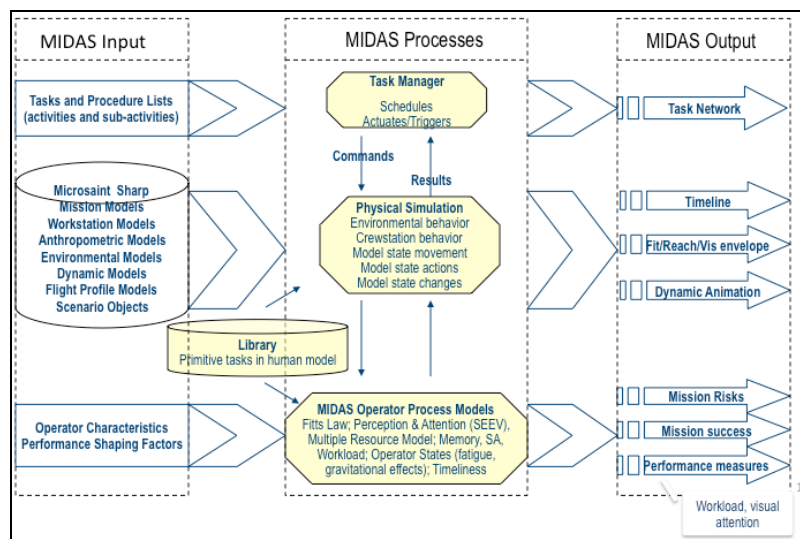 MIDAS Input
MIDAS Processes
MIDAS Output
Tasks and Procedure Lists
(activities and sub-activities)
Task Manager
Schedules
Actuates/Triggers
Task Network
Commands
Results
Microsaint Sharp
Mission Models
Workstation Models
Anthropometric Models
Environmental Models
Dynamic Models
Flight Profile Models
Scenario Objects
Physical Simulation
Environmental behavior
Crewstation behavior
Model state movement
Model state actions
Model state changes
Timeline
Fit/Reach/Vis envelope
Dynamic Animation
Library
Primitive tasks in human model
Operator Characteristics
Performance Shaping Factors
MIDAS Operator Process Models
Fitts Law; Perception & Attention (SEEV),
Multiple Resource Model; Memory, SA,
Workload; Operator States (fatigue,
gravitational effects); Timeliness
Mission Risks
Mission success
Performance measures
Workload, visual
attention